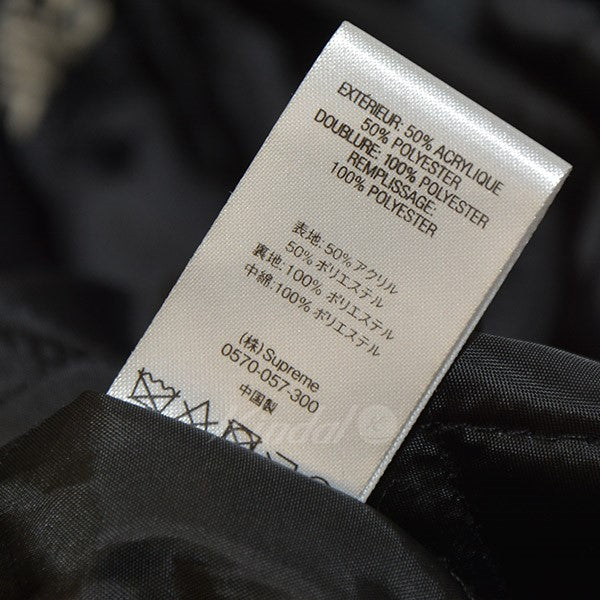 EXTÉRIEUR: 50% ACRYLIQUE
50% POLYESTER
DOUBLURE: 100% POLYESTER
REMPLISSAGE:
100% POLYESTER
表地: 50% アクリル
50% ポリエステル
裏地: 100% ポリエステル
中綿: 100% ポリエステル
(株) Supreme
0570-057-300
中国製